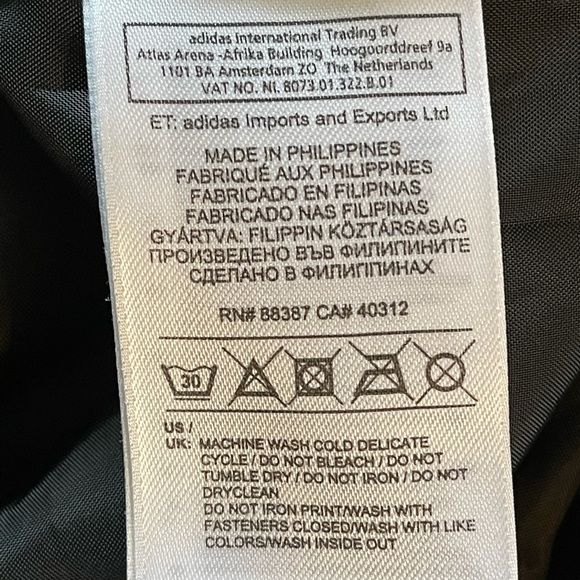 adidas International Trading BV
Atlas Arena -Afrika Building Hoogoorddreef 9a
1101 BA Amsterdam ZO The Netherlands
VAT NO. NL 8073.01.322.B.01
ET: adidas Imports and Exports Ltd
MADE IN PHILIPPINES
FABRIQUÉ AUX PHILIPPINES
FABRICADO EN FILIPINAS
FABRICADO NAS FILIPINAS
GYÁRTVA: FILIPPIN KÖZTÁRSASÁG
ПРОИЗВЕДЕНО ВЪВ ФИЛИПИНИТЕ
СДЕЛАНО В ФИЛИППИНАХ
RN# 88387 CA# 40312
30
US /
UK: MACHINE WASH COLD DELICATE
CYCLE / DO NOT BLEACH / DO NOT
TUMBLE DRY / DO NOT IRON / DO NOT
DRYCLEAN
DO NOT IRON PRINT/WASH WITH
FASTENERS CLOSED/WASH WITH LIKE
COLORS/WASH INSIDE OUT